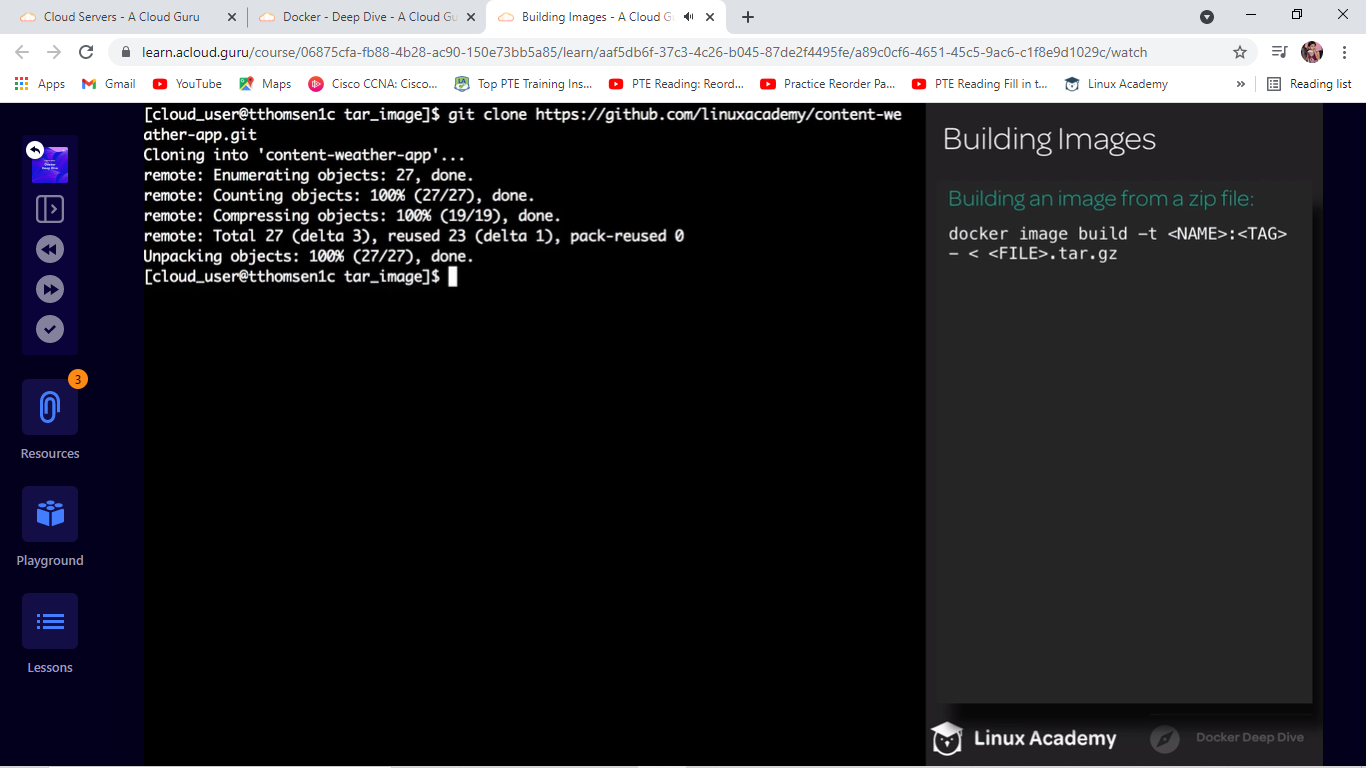 Cloud Servers - A Cloud Guru
Docker - Deep Dive - A Cloud Gu
Building Images - A Cloud G
learn.acloud.guru/course/06875cfa-fb88-4b28-ac90-150e73bb5a85/learn/aaf5db6f-37c3-4c26-b045-87de2f4495fe/a89c0cf6-4651-45c5-9ac6-c1f8e9d1029c/watch
Apps
Gmail
YouTube
Maps
Cisco CCNA: Cisco...
Top PTE Training Ins...
PTE Reading: Reord...
Practice Reorder Pa...
PTE Reading Fill in t...
Linux Academy
»
Reading list
[cloud_user@tthomsen1c tar_image]$ git clone https://github.com/linuxacademy/content-we
ather-app.git
Cloning into 'content-weather-app'...
remote: Enumerating objects: 27, done.
remote: Counting objects: 100% (27/27), done.
remote: Compressing objects: 100% (19/19), done.
remote: Total 27 (delta 3), reused 23 (delta 1), pack-reused 0
Unpacking objects: 100% (27/27), done.
[cloud_user@tthomsen1c tar_image]$
Building Images
Building an image from a zip file:
docker image build -t <NAME>:<TAG>
- < <FILE>.tar.gz
Linux Academy
Docker Deep Dive
Docker
Deep Dive
3
Resources
Playground
Lessons